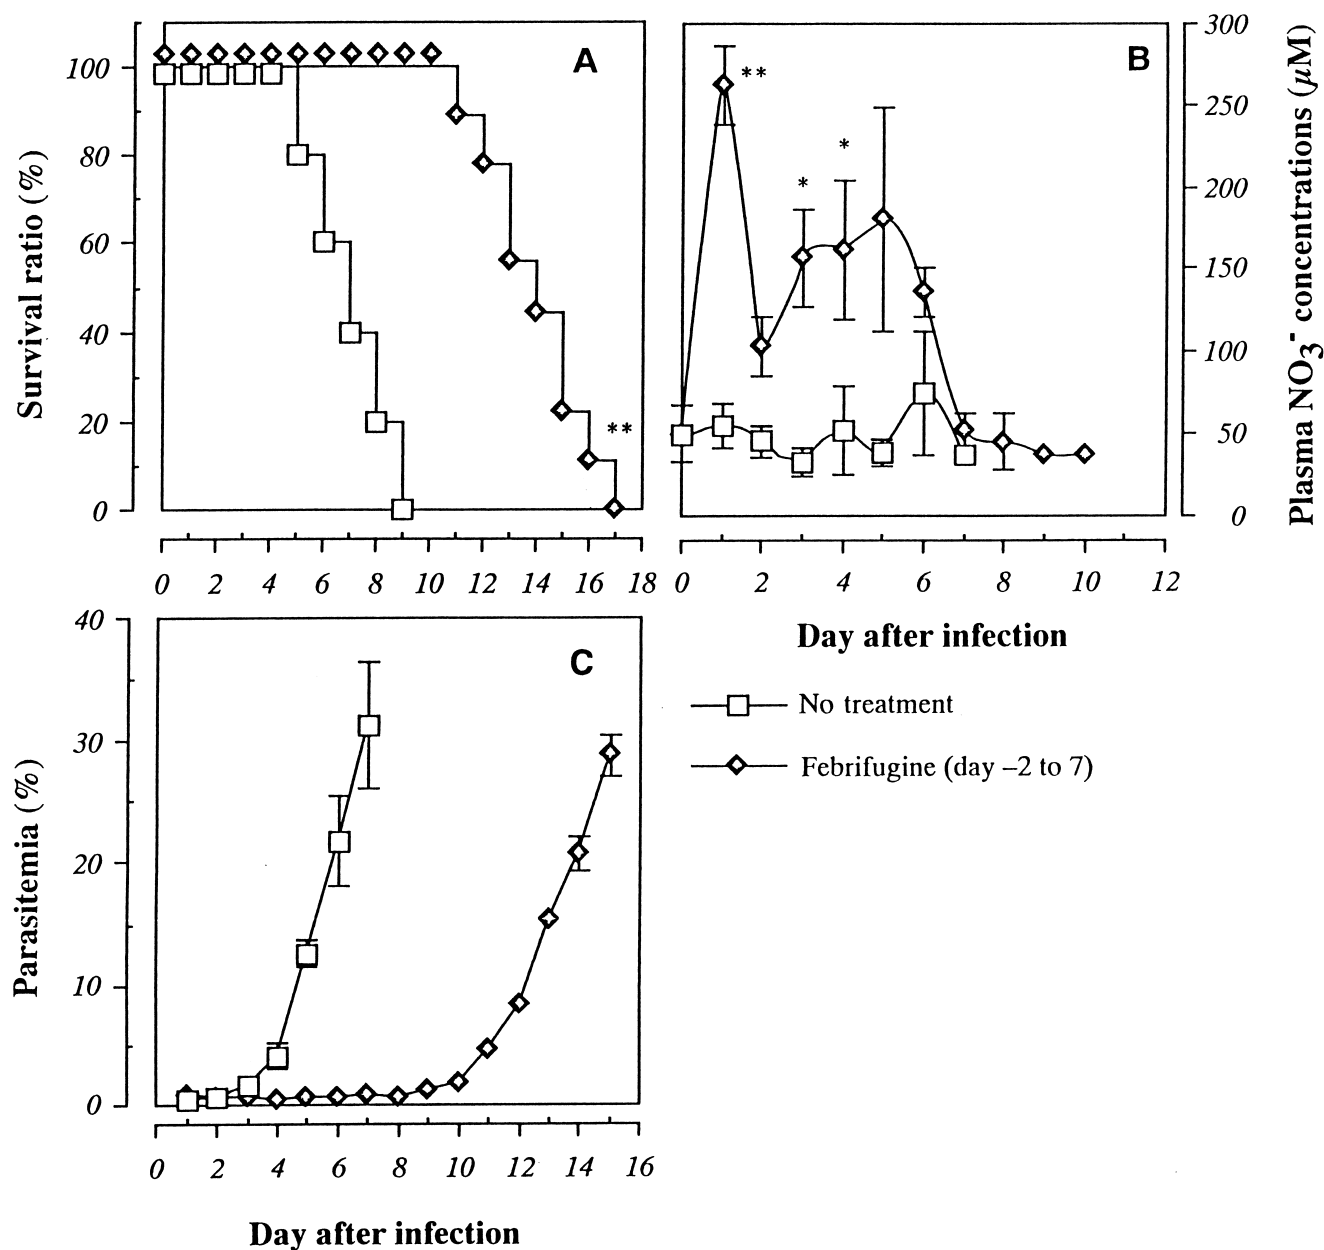 A
Survival ratio (%)
100
80
60
40
20
0
**
0 2 4 6 8 10 12 14 16 18
B
**
*
*
300
250
200
150
100
50
0
Plasma NO3- concentrations (μM)
0 2 4 6 8 10 12
Day after infection
No treatment
Febrifugine (day –2 to 7)
C
Parasitemia (%)
40
30
20
10
0
0 2 4 6 8 10 12 14 16
Day after infection